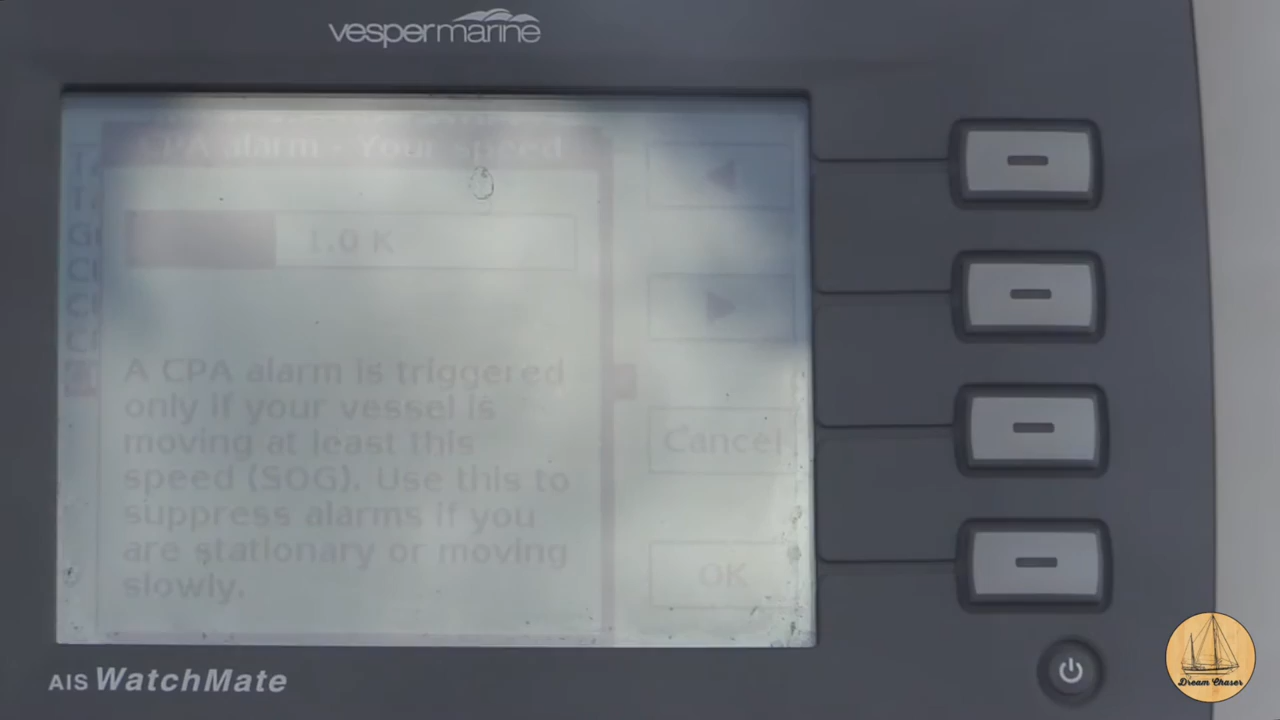 vespermarine
CPA alarm - Your speed
1.0 K
A CPA alarm is triggered
only if your vessel is
moving at least this
speed (SOG). Use this to
suppress alarms if you
are stationary or moving
slowly.
Cancel
OK
AIS WatchMate
Dream Chaser